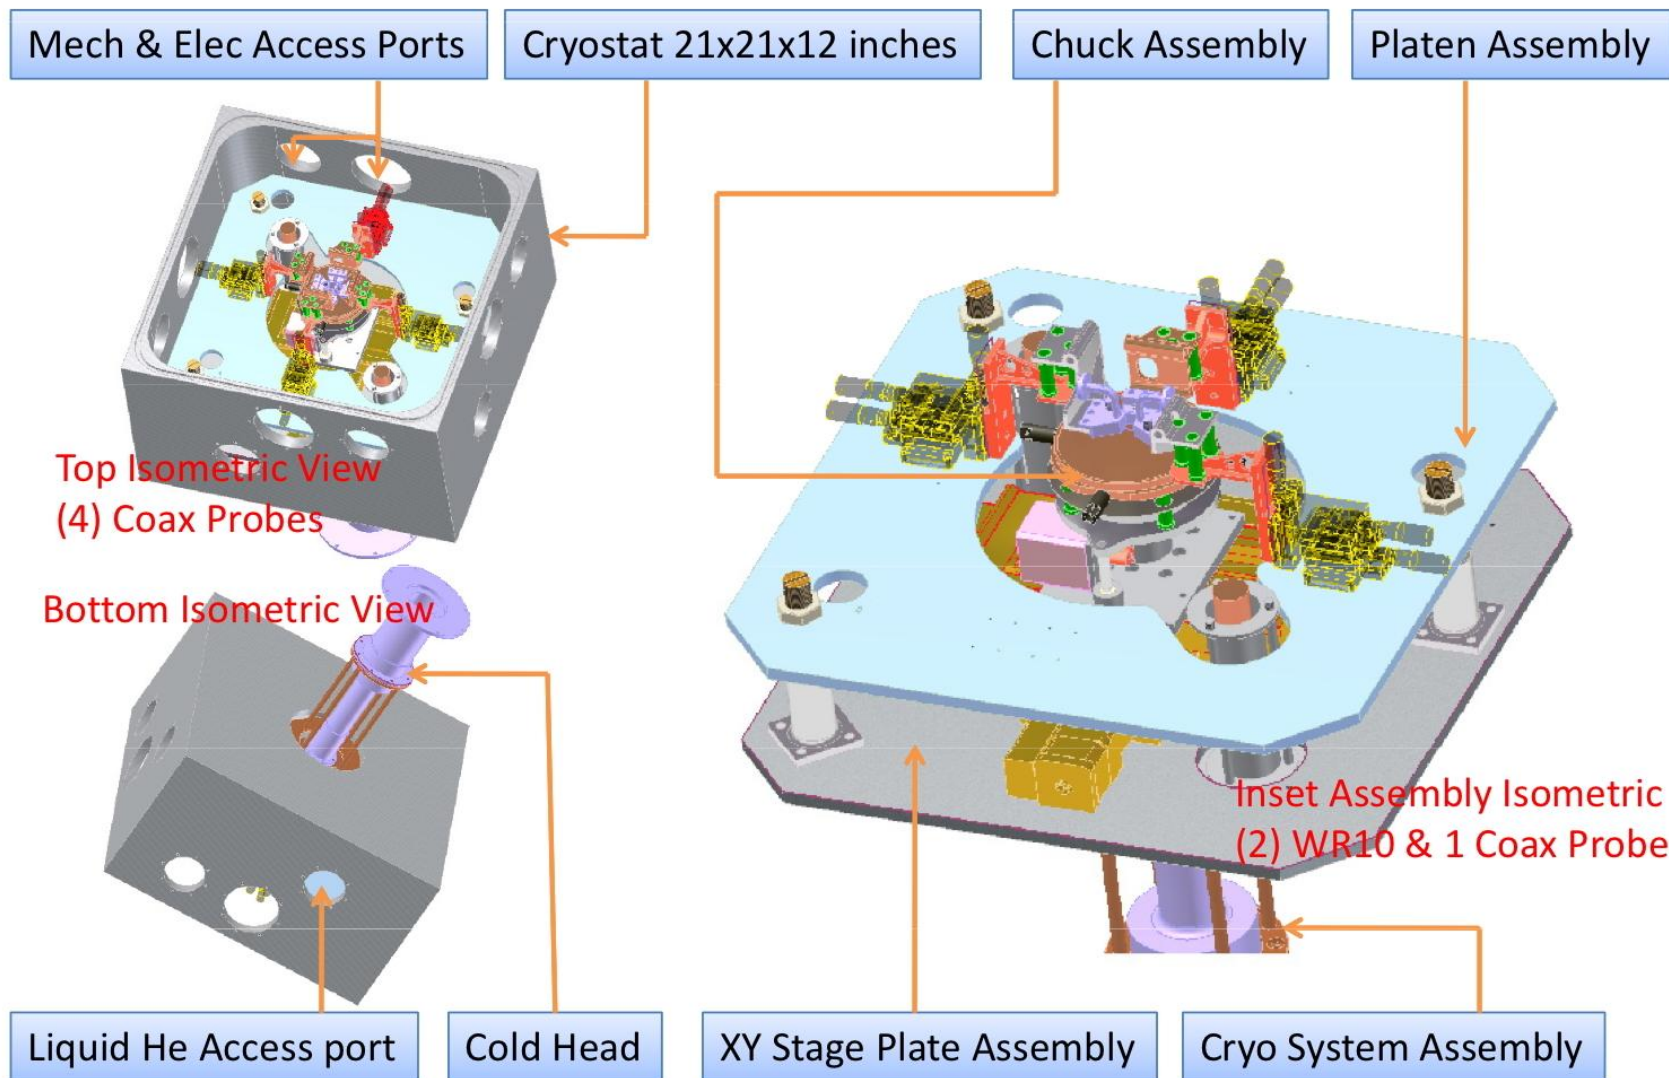 Mech & Elec Access Ports
Cryostat 21x21x12 inches
Chuck Assembly
Platen Assembly
Top Isometric View
(4) Coax Probes
Bottom Isometric View
Inset Assembly Isometric
(2) WR10 & 1 Coax Probe
Liquid He Access port
Cold Head
XY Stage Plate Assembly
Cryo System Assembly